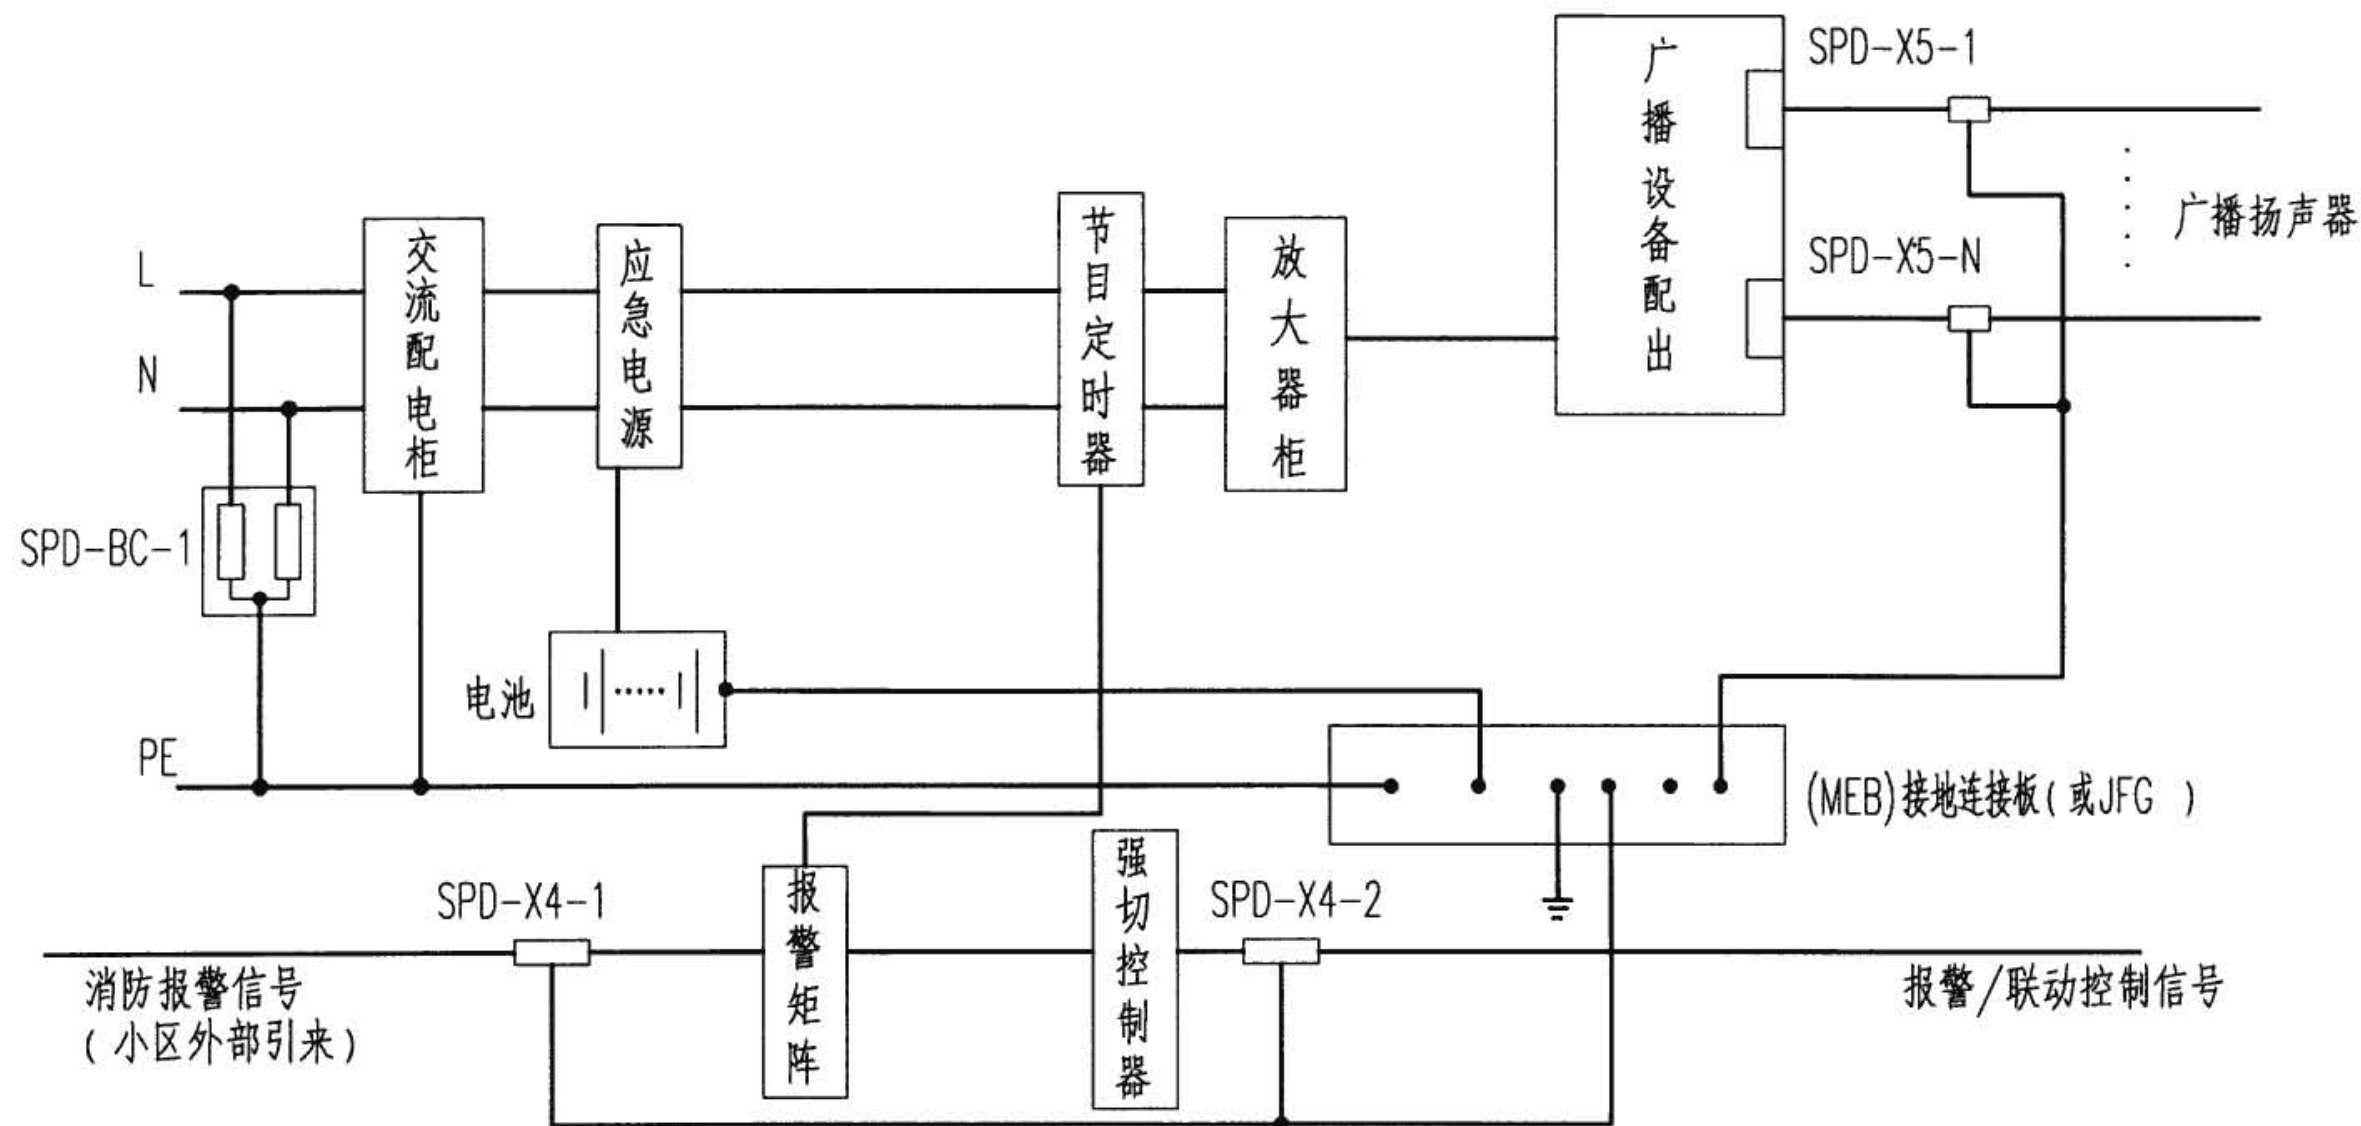 SPD-X5-1
广播设备配出
广播扬声器
SPD-X5-N
L
N
交流配电柜
应急电源
节目定时器
放大器柜
SPD-BC-1
电池
PE
(MEB)接地连接板(或JFG )
SPD-X4-1
报警矩阵
强切控制器
SPD-X4-2
消防报警信号
(小区外部引来)
报警/联动控制信号